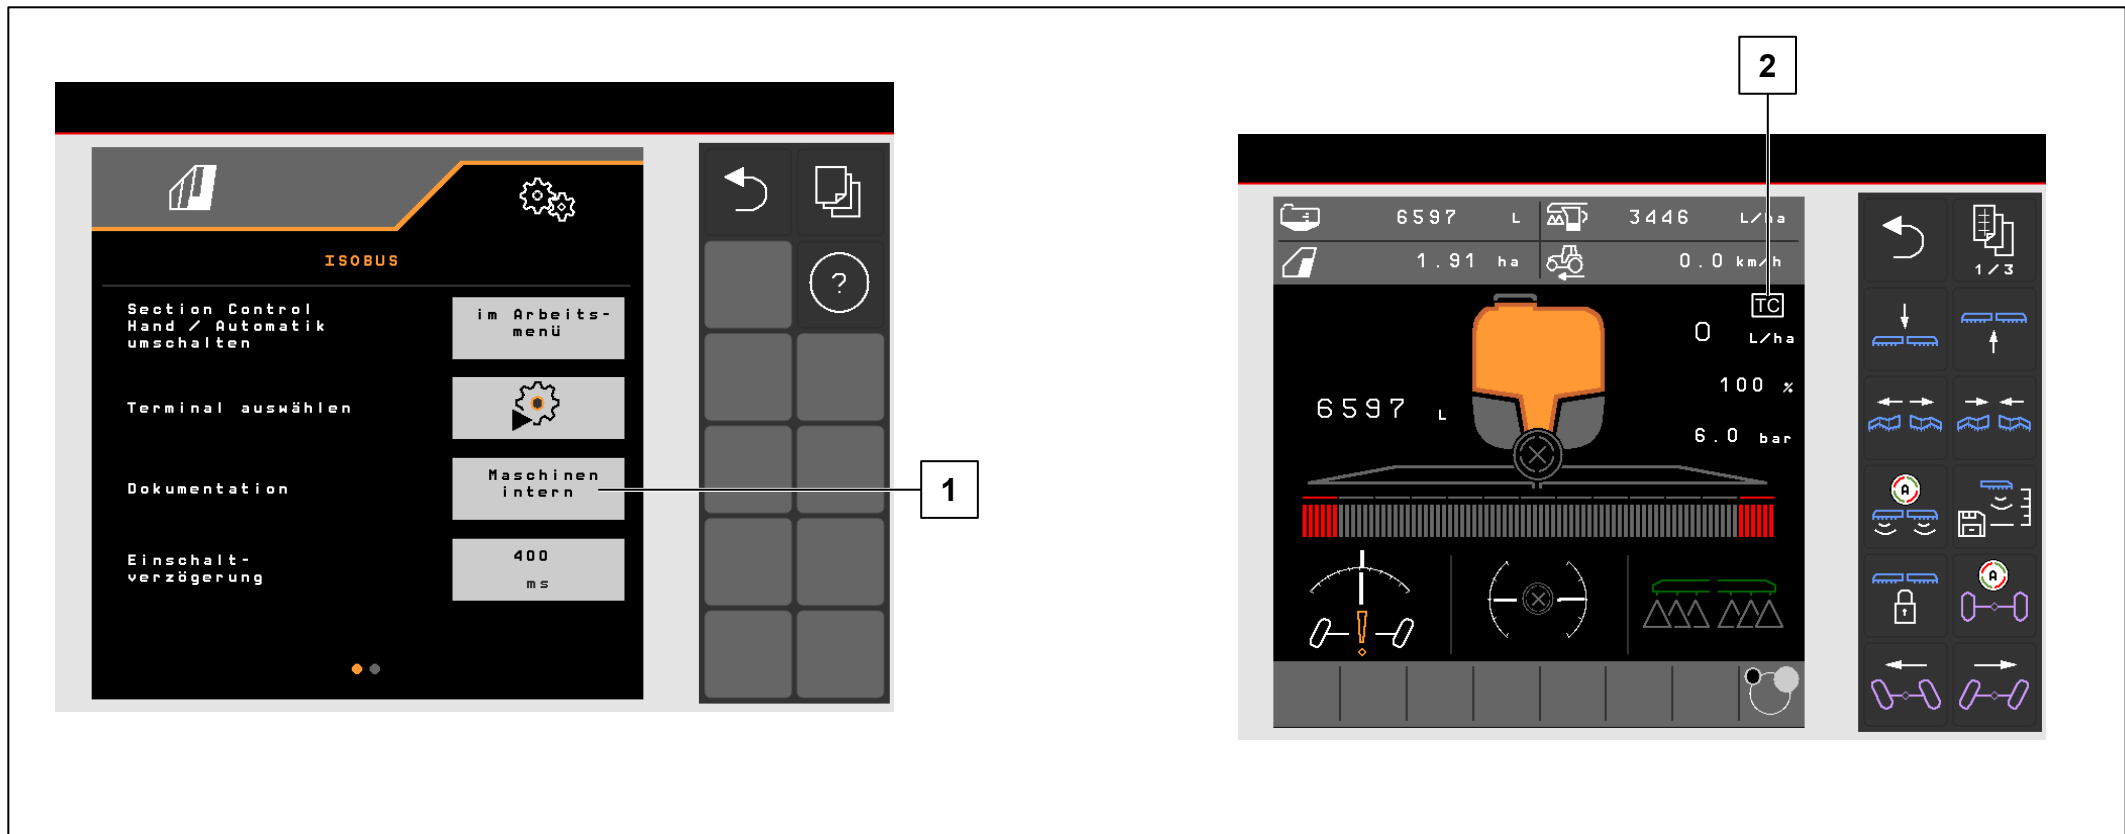 ISOBUS
Section Control
Hand / Automatik
umschalten
im Arbeits-
menü
Terminal auswählen
Dokumentation
Maschinen
intern
Einschalt-
verzögerung
400
ms
?
1
2
6597 L
3446 L/ha
1.91 ha
0.0 km/h
TC
0 L/ha
100 %
6.0 bar
6597 L
1/3
A
A